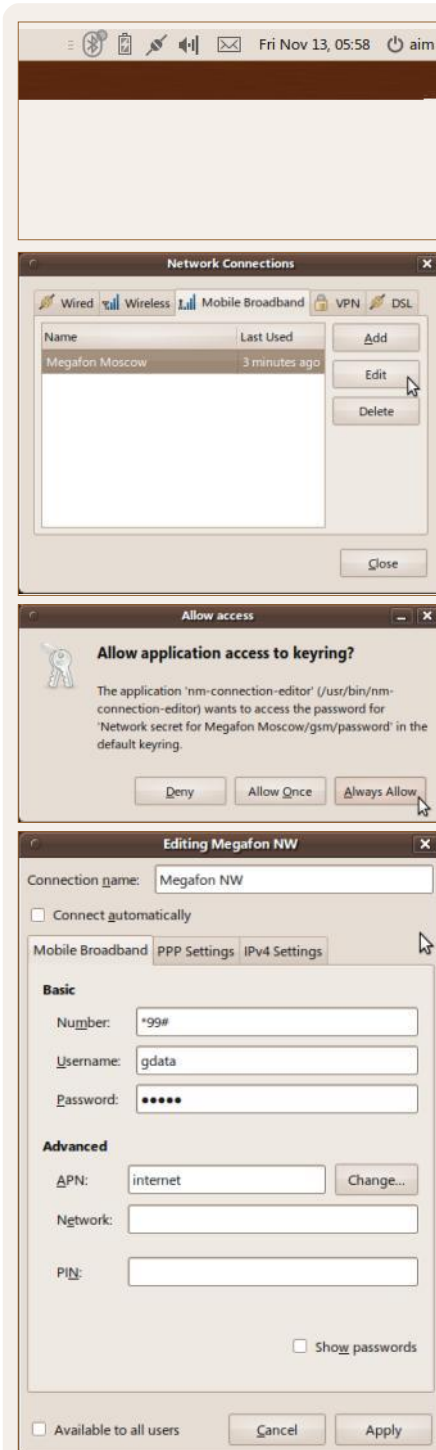 Fri Nov 13, 05:58 aim
Network Connections
Wired Wireless Mobile Broadband VPN DSL
Name Last Used Add
Megafon Moscow 3 minutes ago
Edit
Delete
Close
Allow access
Allow application access to keyring?
The application 'nm-connection-editor' (/usr/bin/nm-
connection-editor) wants to access the password for
'Network secret for Megafon Moscow/gsm/password' in the
default keyring.
Deny Allow Once Always Allow
Editing Megafon NW
Connection name: Megafon NW
Connect automatically
Mobile Broadband PPP Settings IPv4 Settings
Basic
Number: *99#
Username: gdata
Password: •••••
Advanced
APN: internet Change...
Network:
PIN:
Show passwords
Available to all users Cancel Apply